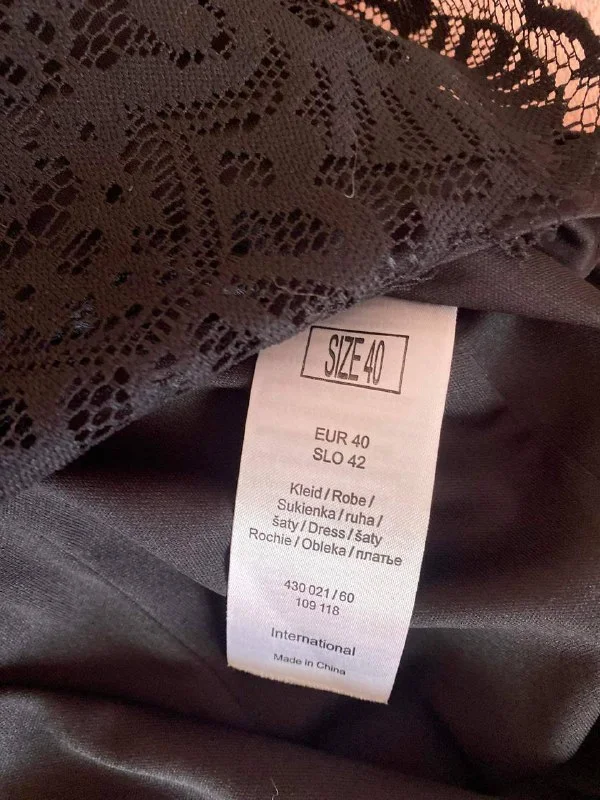 SIZE 40
EUR 40
SLO 42
Kleid / Robe /
Sukienka / ruha /
šaty / Dress / šaty
Rochie / Obleka / платье
430 021 / 60
109 118
International
Made in China